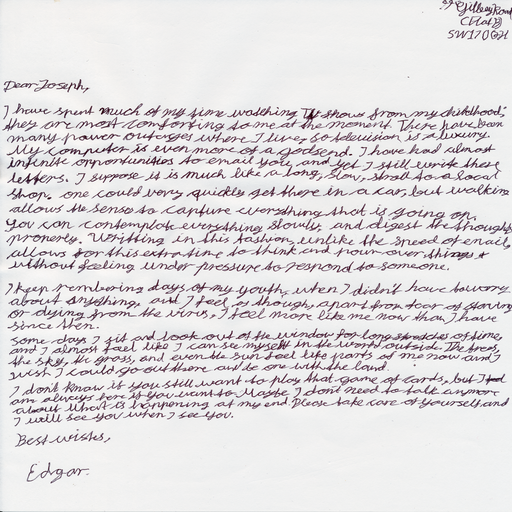 Gilbey Road
(Flat)
SW17 0QH
Dear Joseph,
I have spent much of my time watching TV shows from my childhood;
they are most comforting to me at the moment. There have been
many power outages where I live, so television is a luxury.
My computer is even more of a godsend. I have had almost
infinite opportunities to email you, and yet I still write these
letters. I suppose it is much like a long, slow, stroll to a local
shop. one could very quickly get there in a car, but walking
allows the senses to capture everything that is going on.
You can contemplate everything slowly, and digest the thoughts
properly. Writting in this fashion, unlike the speed of email,
allows for this extra time to think and pour over things &
without feeling under pressure to respond to someone.
I keep remembering days of my youth, when I didn't have to worry
about anything, and I feel as though, apart from fear of starving
or dying from the virus, I feel more like me now than I have
since then.
some days I sit and look out of the window for long stretches of time,
and I almost feel like I can see myself in the world outside. The trees,
the sky, the grass, and even the sun feel like parts of me now and I
wish I could go out there and be one with the land.
I don't know if you still want to play that game of cards, but I
am always here if you want to. Maybe I don't need to talk anymore
about what is happening at my end. Please take care of yourself, and
I will see you when I see you.
Best wishes,
Edgar.